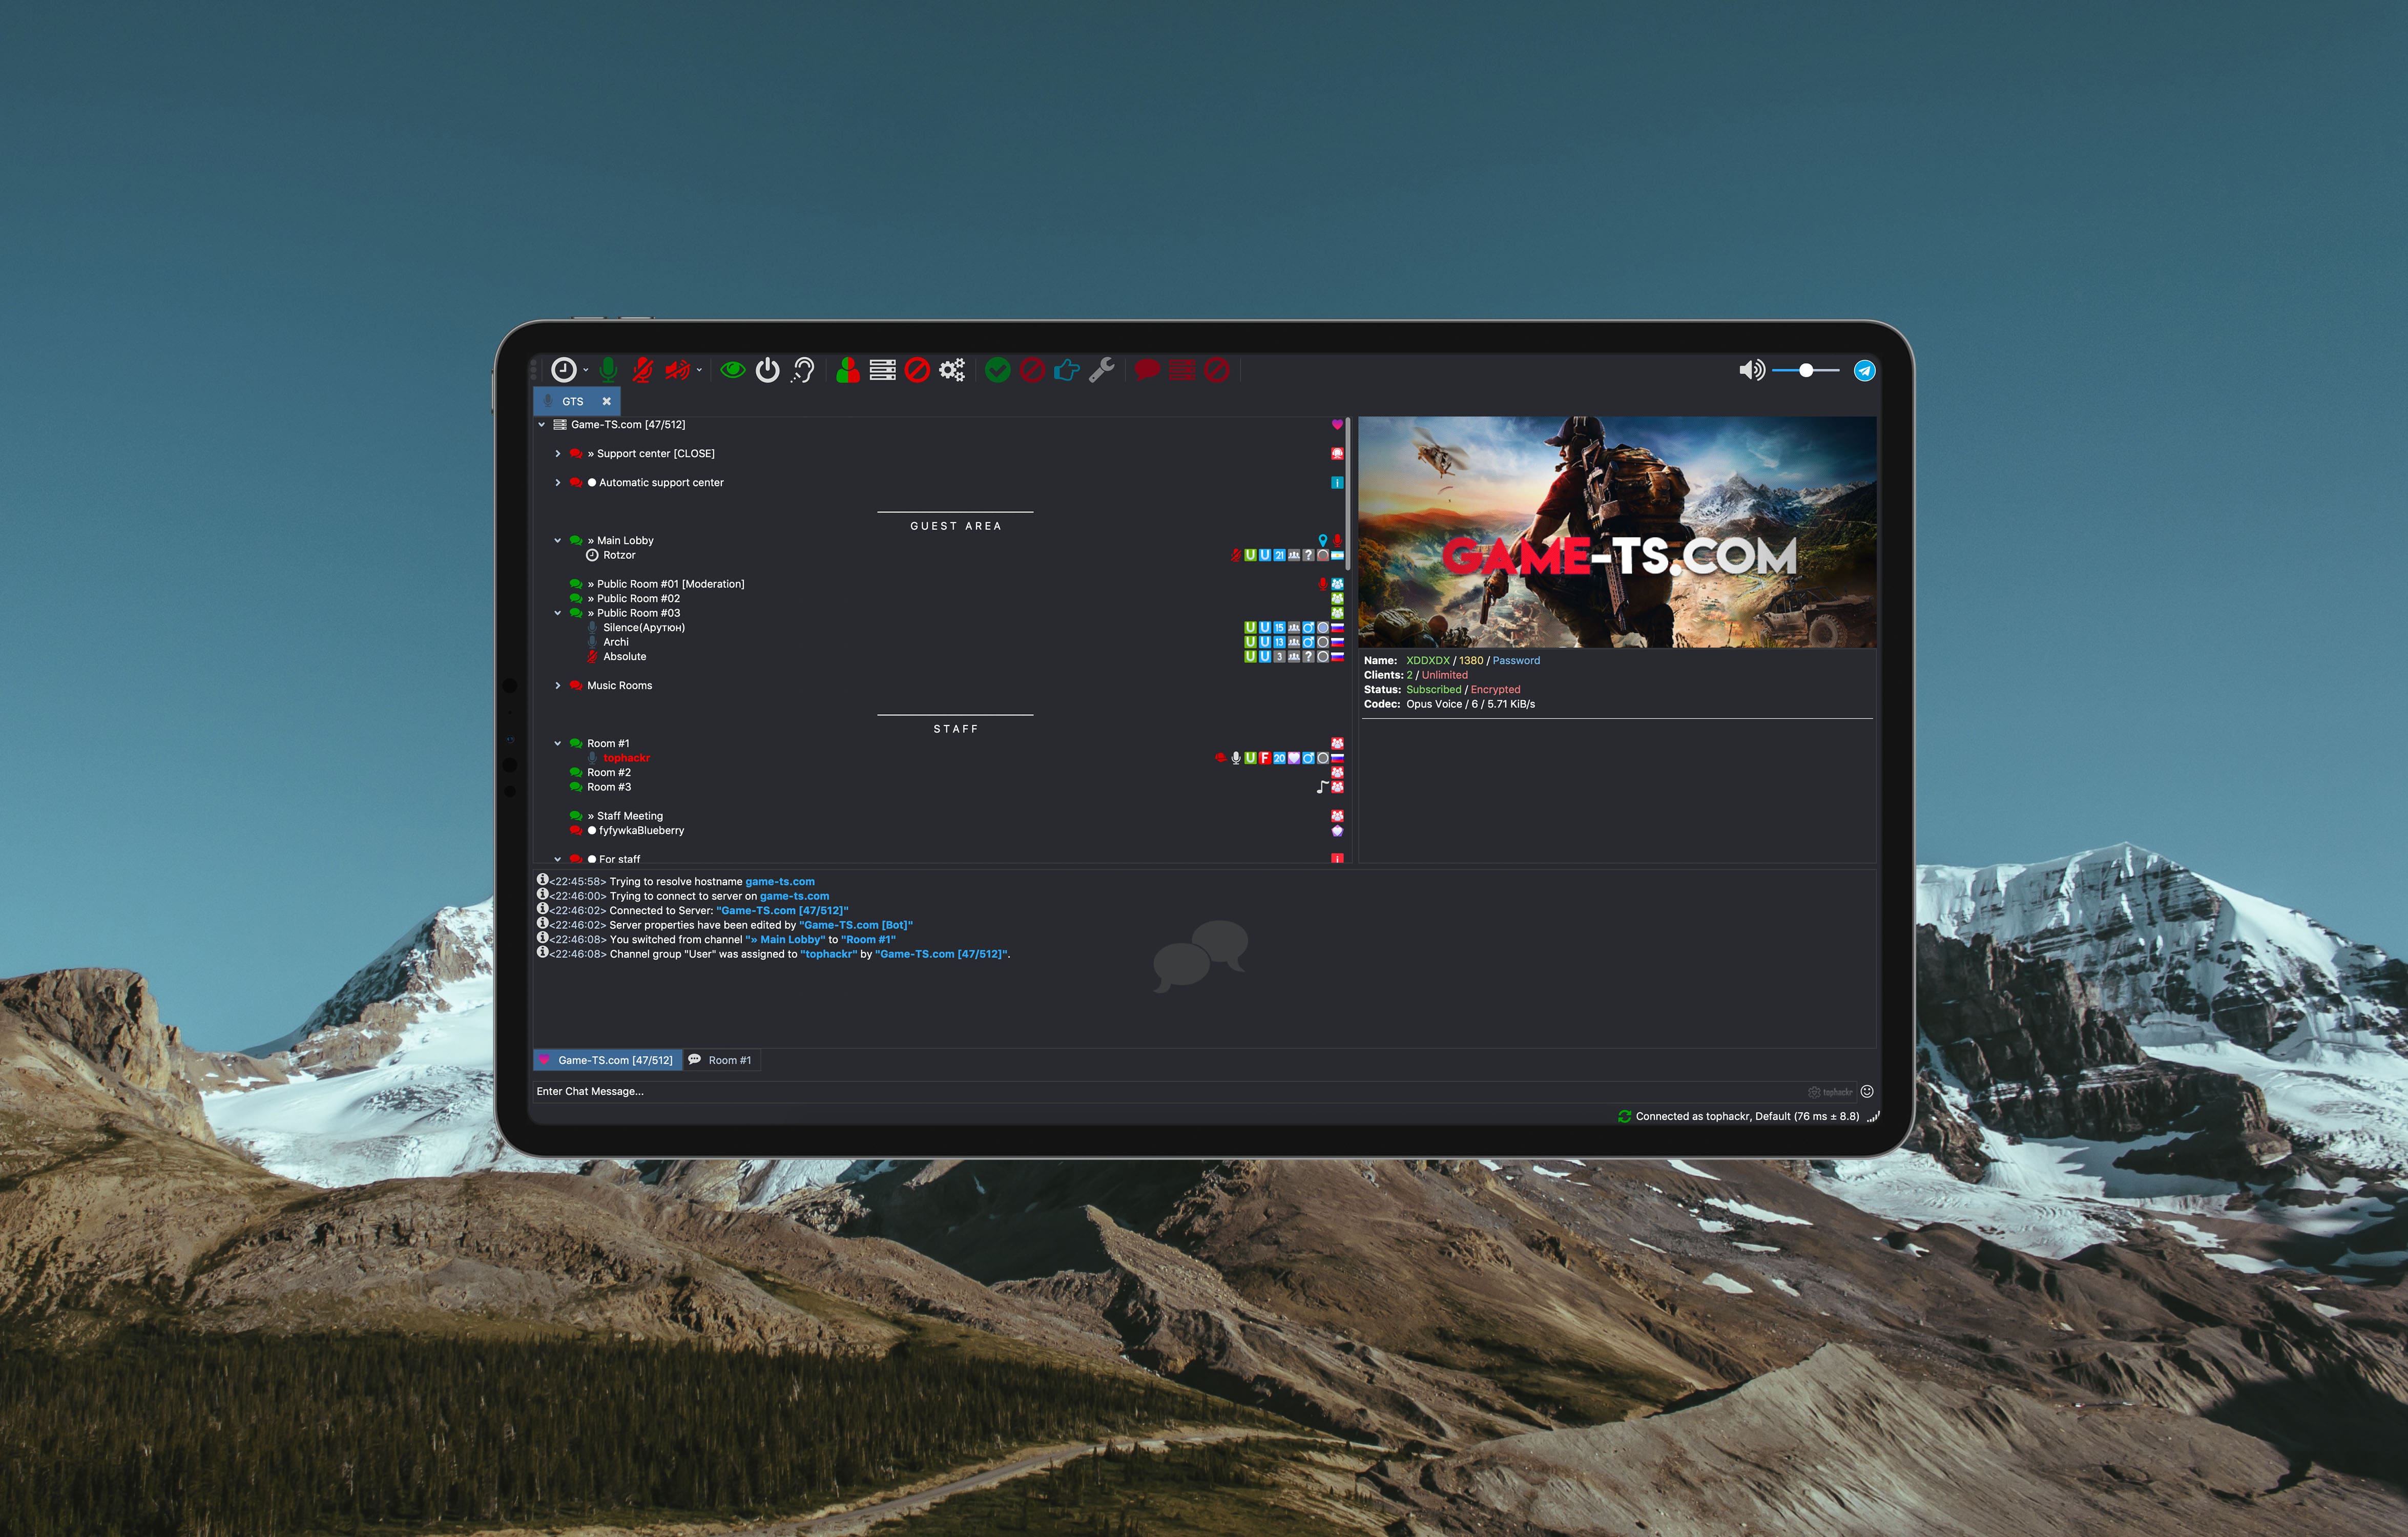 GTS
Game-TS.com [47/512]
» Support center [CLOSE]
● Automatic support center
GUEST AREA
» Main Lobby
Rotzor
U U 21 ?
» Public Room #01 [Moderation]
» Public Room #02
» Public Room #03
Silence(Арутюн)
U U 15
Archi
U U 13
Absolute
U U 3 ?
Music Rooms
STAFF
Room #1
tophackr
U F 20
Room #2
Room #3
» Staff Meeting
● fyfywkaBlueberry
● For staff
GAME-TS.COM
Name: XDDXDX / 1380 / Password
Clients: 2 / Unlimited
Status: Subscribed / Encrypted
Codec: Opus Voice / 6 / 5.71 KiB/s
<22:45:58> Trying to resolve hostname game-ts.com
<22:46:00> Trying to connect to server on game-ts.com
<22:46:02> Connected to Server: "Game-TS.com [47/512]"
<22:46:02> Server properties have been edited by "Game-TS.com [Bot]"
<22:46:08> You switched from channel "» Main Lobby" to "Room #1"
<22:46:08> Channel group "User" was assigned to "tophackr" by "Game-TS.com [47/512]".
Game-TS.com [47/512]
Room #1
Enter Chat Message...
tophackr
Connected as tophackr, Default (76 ms ± 8.8)